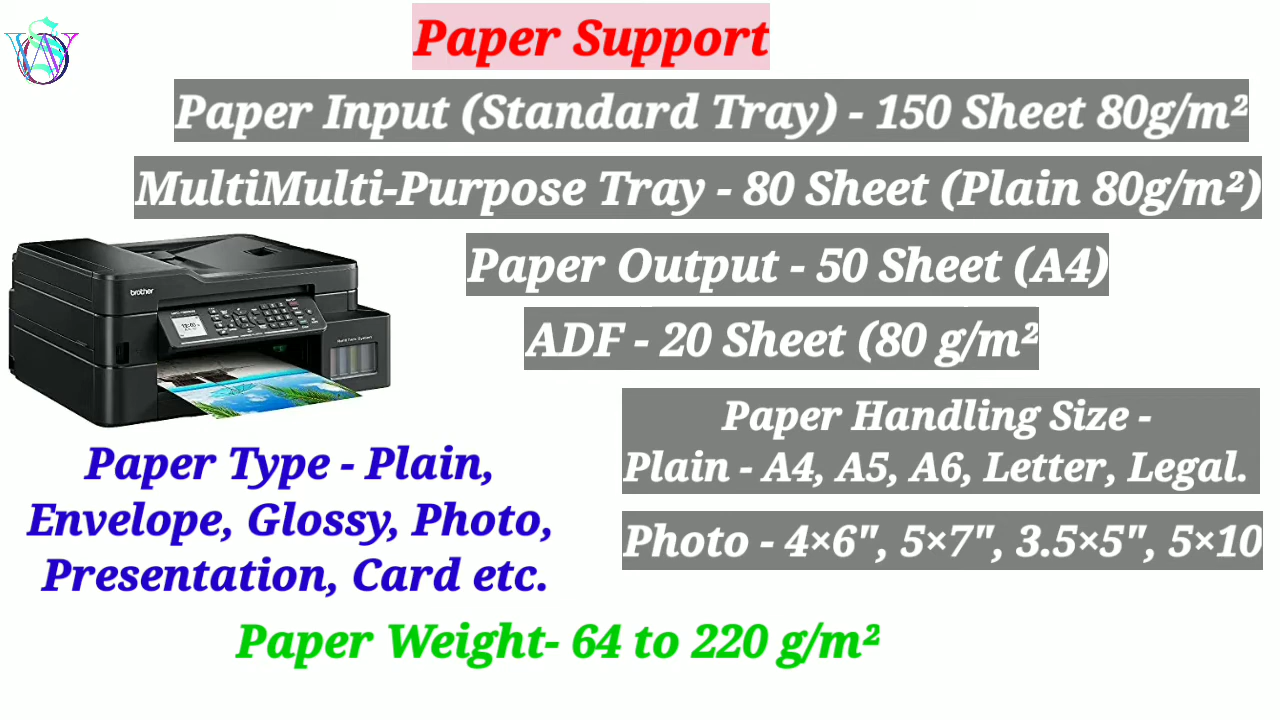 Paper Support
Paper Input (Standard Tray) - 150 Sheet 80g/m²
MultiMulti-Purpose Tray - 80 Sheet (Plain 80g/m²)
Paper Output - 50 Sheet (A4)
ADF - 20 Sheet (80 g/m²
brother
Paper Handling Size -
Plain - A4, A5, A6, Letter, Legal.
Photo - 4×6", 5×7", 3.5×5", 5×10
Paper Type - Plain,
Envelope, Glossy, Photo,
Presentation, Card etc.
Paper Weight- 64 to 220 g/m²